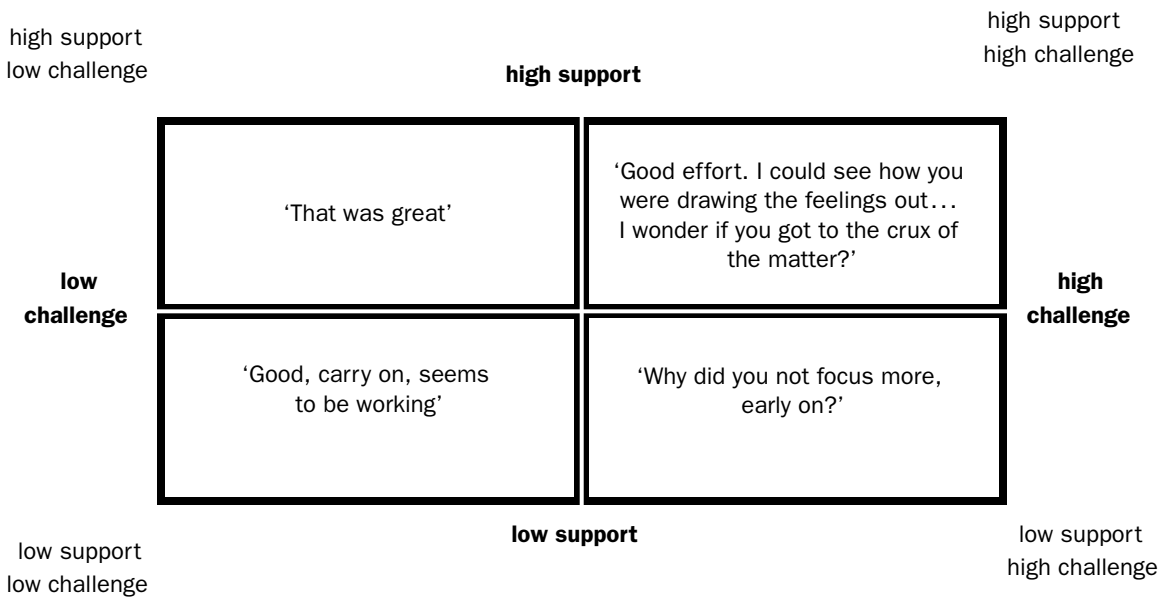 high support
low challenge
high support
high challenge
high support
‘That was great’
‘Good effort. I could see how you
were drawing the feelings out…
I wonder if you got to the crux of
the matter?’
low
challenge
high
challenge
‘Good, carry on, seems
to be working’
‘Why did you not focus more,
early on?’
low support
low support
low challenge
low support
high challenge